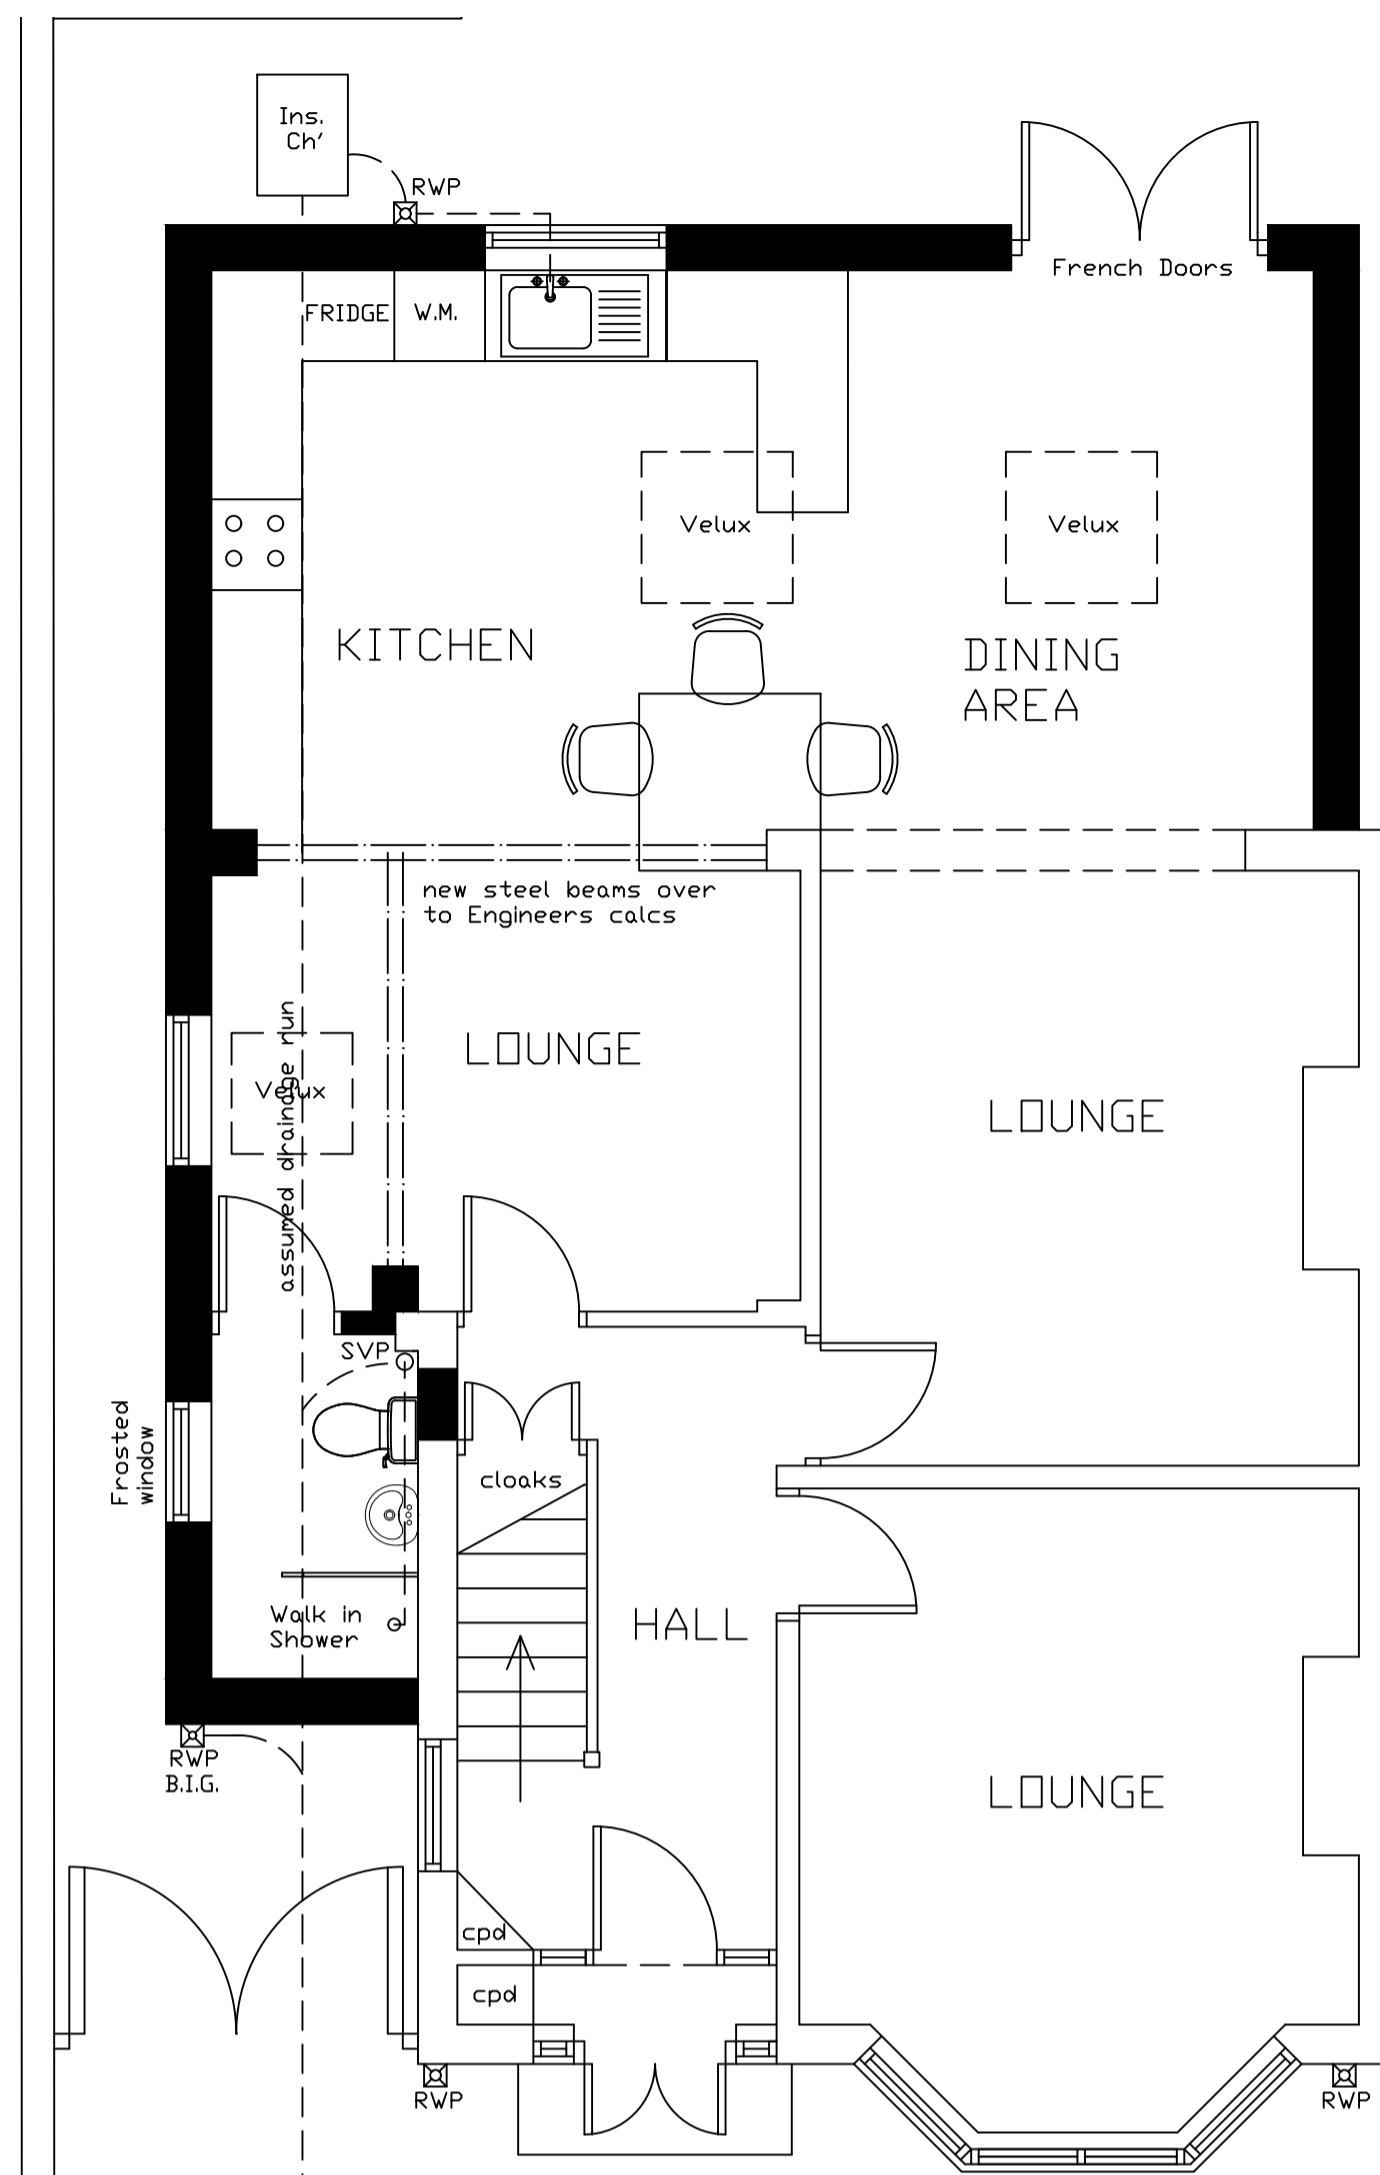 Ins.
Ch'
RWP
French Doors
FRIDGE
W.M.
Velux
Velux
KITCHEN
DINING
AREA
new steel beams over
to Engineers calcs
LOUNGE
Velux
assumed drainage run
LOUNGE
SVP
Frosted
window
cloaks
Walk in
Shower
HALL
RWP
B.I.G.
LOUNGE
cpd
cpd
RWP
RWP